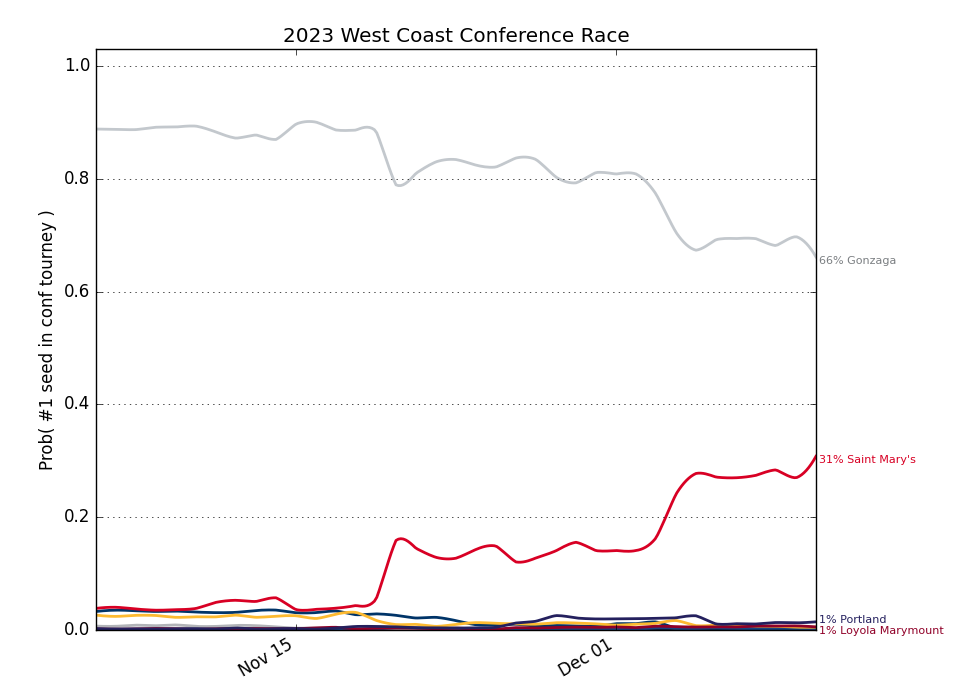 2023 West Coast Conference Race
Prob( #1 seed in conf tourney )
1.0
0.8
0.6
0.4
0.2
0.0
66% Gonzaga
31% Saint Mary's
1% Portland
1% Loyola Marymount
Nov 15
Dec 01